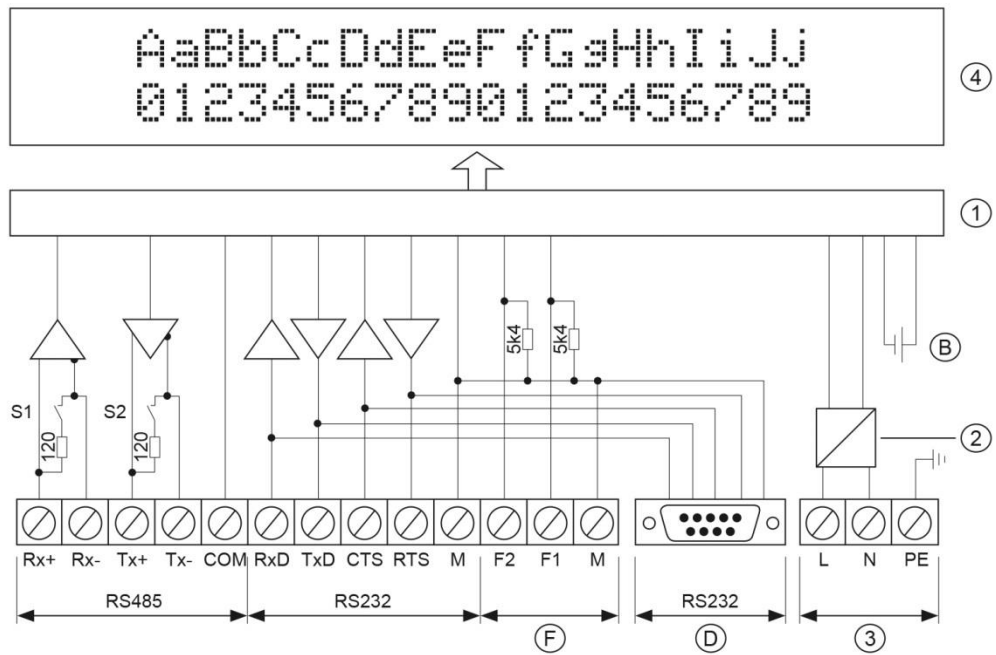 AaBbCcDdEeFfGgHhIiJj
01234567890123456789
4
1
5k4 5k4
B
S1 120 S2 120
2
Rx+ Rx- Tx+ Tx- COM RxD TxD CTS RTS M F2 F1 M L N PE
RS485 RS232 RS232
F D 3